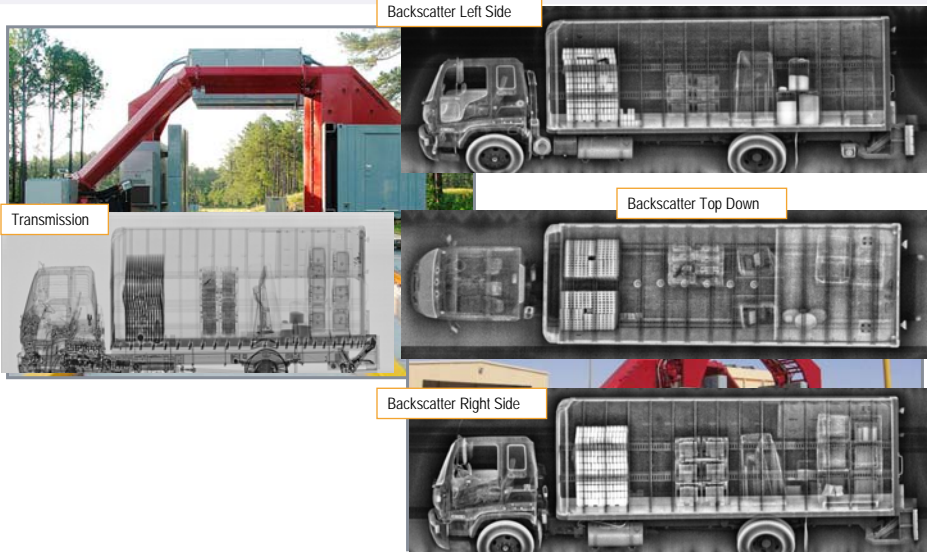 Backscatter Left Side
Transmission
Backscatter Top Down
Backscatter Right Side